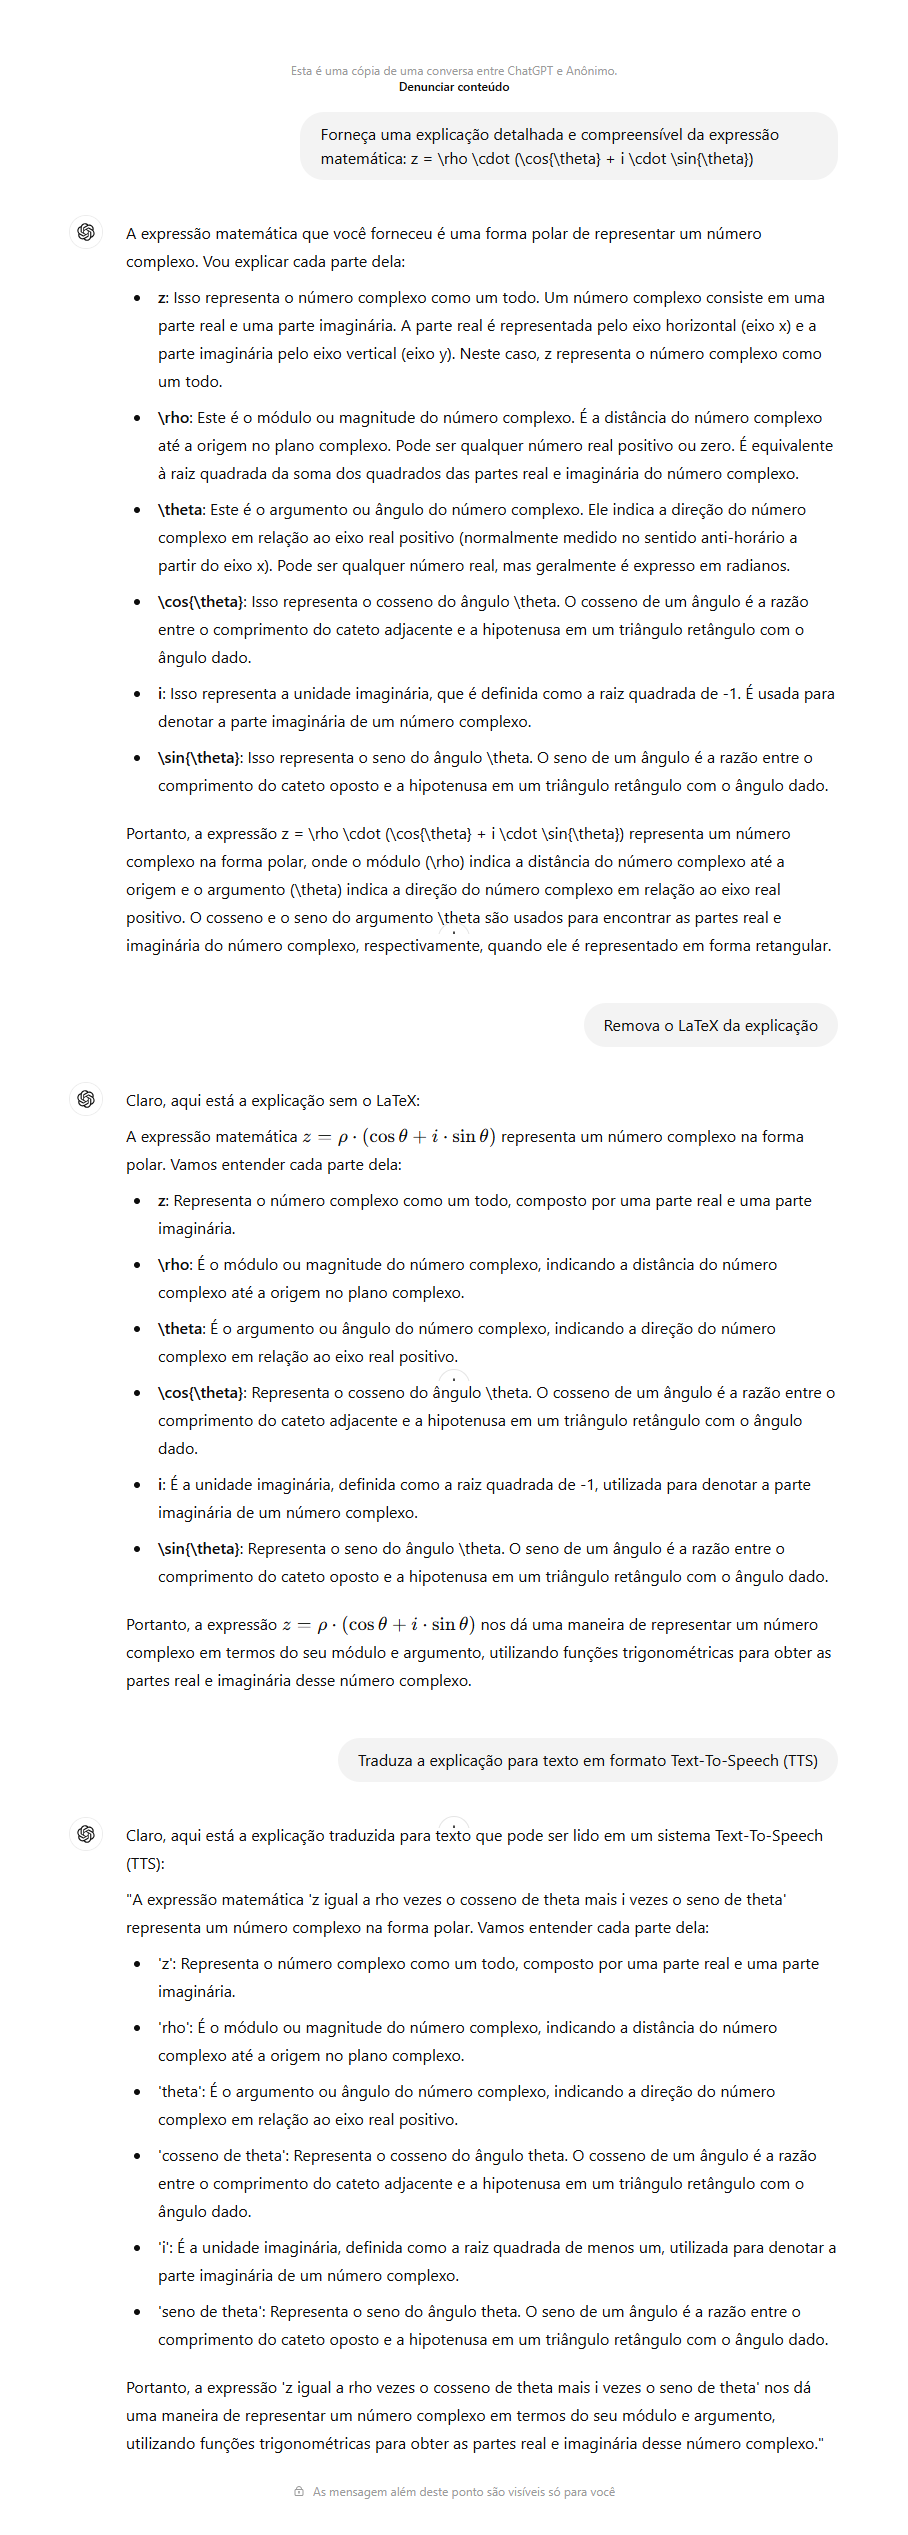 Esta é uma cópia de uma conversa entre ChatGPT e Anônimo.
Denunciar conteúdo
Forneça uma explicação detalhada e compreensível da expressão
matemática: z = \rho \cdot (\cos{\theta} + i \cdot \sin{\theta})
A expressão matemática que você forneceu é uma forma polar de representar um número
complexo. Vou explicar cada parte dela:
• z: Isso representa o número complexo como um todo. Um número complexo consiste em uma
parte real e uma parte imaginária. A parte real é representada pelo eixo horizontal (eixo x) e a
parte imaginária pelo eixo vertical (eixo y). Neste caso, z representa o número complexo como
um todo.
• \rho: Este é o módulo ou magnitude do número complexo. É a distância do número complexo
até a origem no plano complexo. Pode ser qualquer número real positivo ou zero. É equivalente
à raiz quadrada da soma dos quadrados das partes real e imaginária do número complexo.
• \theta: Este é o argumento ou ângulo do número complexo. Ele indica a direção do número
complexo em relação ao eixo real positivo (normalmente medido no sentido anti-horário a
partir do eixo x). Pode ser qualquer número real, mas geralmente é expresso em radianos.
• \cos{\theta}: Isso representa o cosseno do ângulo \theta. O cosseno de um ângulo é a razão
entre o comprimento do cateto adjacente e a hipotenusa em um triângulo retângulo com o
ângulo dado.
• i: Isso representa a unidade imaginária, que é definida como a raiz quadrada de -1. É usada para
denotar a parte imaginária de um número complexo.
• \sin{\theta}: Isso representa o seno do ângulo \theta. O seno de um ângulo é a razão entre o
comprimento do cateto oposto e a hipotenusa em um triângulo retângulo com o ângulo dado.
Portanto, a expressão z = \rho \cdot (\cos{\theta} + i \cdot \sin{\theta}) representa um número
complexo na forma polar, onde o módulo (\rho) indica a distância do número complexo até a
origem e o argumento (\theta) indica a direção do número complexo em relação ao eixo real
positivo. O cosseno e o seno do argumento \theta são usados para encontrar as partes real e
imaginária do número complexo, respectivamente, quando ele é representado em forma retangular.
Remova o LaTeX da explicação
Claro, aqui está a explicação sem o LaTeX:
A expressão matemática z = ρ · (cos θ + i · sin θ) representa um número complexo na forma
polar. Vamos entender cada parte dela:
• z: Representa o número complexo como um todo, composto por uma parte real e uma parte
imaginária.
• \rho: É o módulo ou magnitude do número complexo, indicando a distância do número
complexo até a origem no plano complexo.
• \theta: É o argumento ou ângulo do número complexo, indicando a direção do número
complexo em relação ao eixo real positivo.
• \cos{\theta}: Representa o cosseno do ângulo \theta. O cosseno de um ângulo é a razão entre o
comprimento do cateto adjacente e a hipotenusa em um triângulo retângulo com o ângulo
dado.
• i: É a unidade imaginária, definida como a raiz quadrada de -1, utilizada para denotar a parte
imaginária de um número complexo.
• \sin{\theta}: Representa o seno do ângulo \theta. O seno de um ângulo é a razão entre o
comprimento do cateto oposto e a hipotenusa em um triângulo retângulo com o ângulo dado.
Portanto, a expressão z = ρ · (cos θ + i · sin θ) nos dá uma maneira de representar um número
complexo em termos do seu módulo e argumento, utilizando funções trigonométricas para obter as
partes real e imaginária desse número complexo.
Traduza a explicação para texto em formato Text-To-Speech (TTS)
Claro, aqui está a explicação traduzida para texto que pode ser lido em um sistema Text-To-Speech
(TTS):
"A expressão matemática 'z igual a rho vezes o cosseno de theta mais i vezes o seno de theta'
representa um número complexo na forma polar. Vamos entender cada parte dela:
• 'z': Representa o número complexo como um todo, composto por uma parte real e uma parte
imaginária.
• 'rho': É o módulo ou magnitude do número complexo, indicando a distância do número
complexo até a origem no plano complexo.
• 'theta': É o argumento ou ângulo do número complexo, indicando a direção do número
complexo em relação ao eixo real positivo.
• 'cosseno de theta': Representa o cosseno do ângulo theta. O cosseno de um ângulo é a razão
entre o comprimento do cateto adjacente e a hipotenusa em um triângulo retângulo com o
ângulo dado.
• 'i': É a unidade imaginária, definida como a raiz quadrada de menos um, utilizada para denotar a
parte imaginária de um número complexo.
• 'seno de theta': Representa o seno do ângulo theta. O seno de um ângulo é a razão entre o
comprimento do cateto oposto e a hipotenusa em um triângulo retângulo com o ângulo dado.
Portanto, a expressão 'z igual a rho vezes o cosseno de theta mais i vezes o seno de theta' nos dá
uma maneira de representar um número complexo em termos do seu módulo e argumento,
utilizando funções trigonométricas para obter as partes real e imaginária desse número complexo."
As mensagem além deste ponto são visíveis só para você